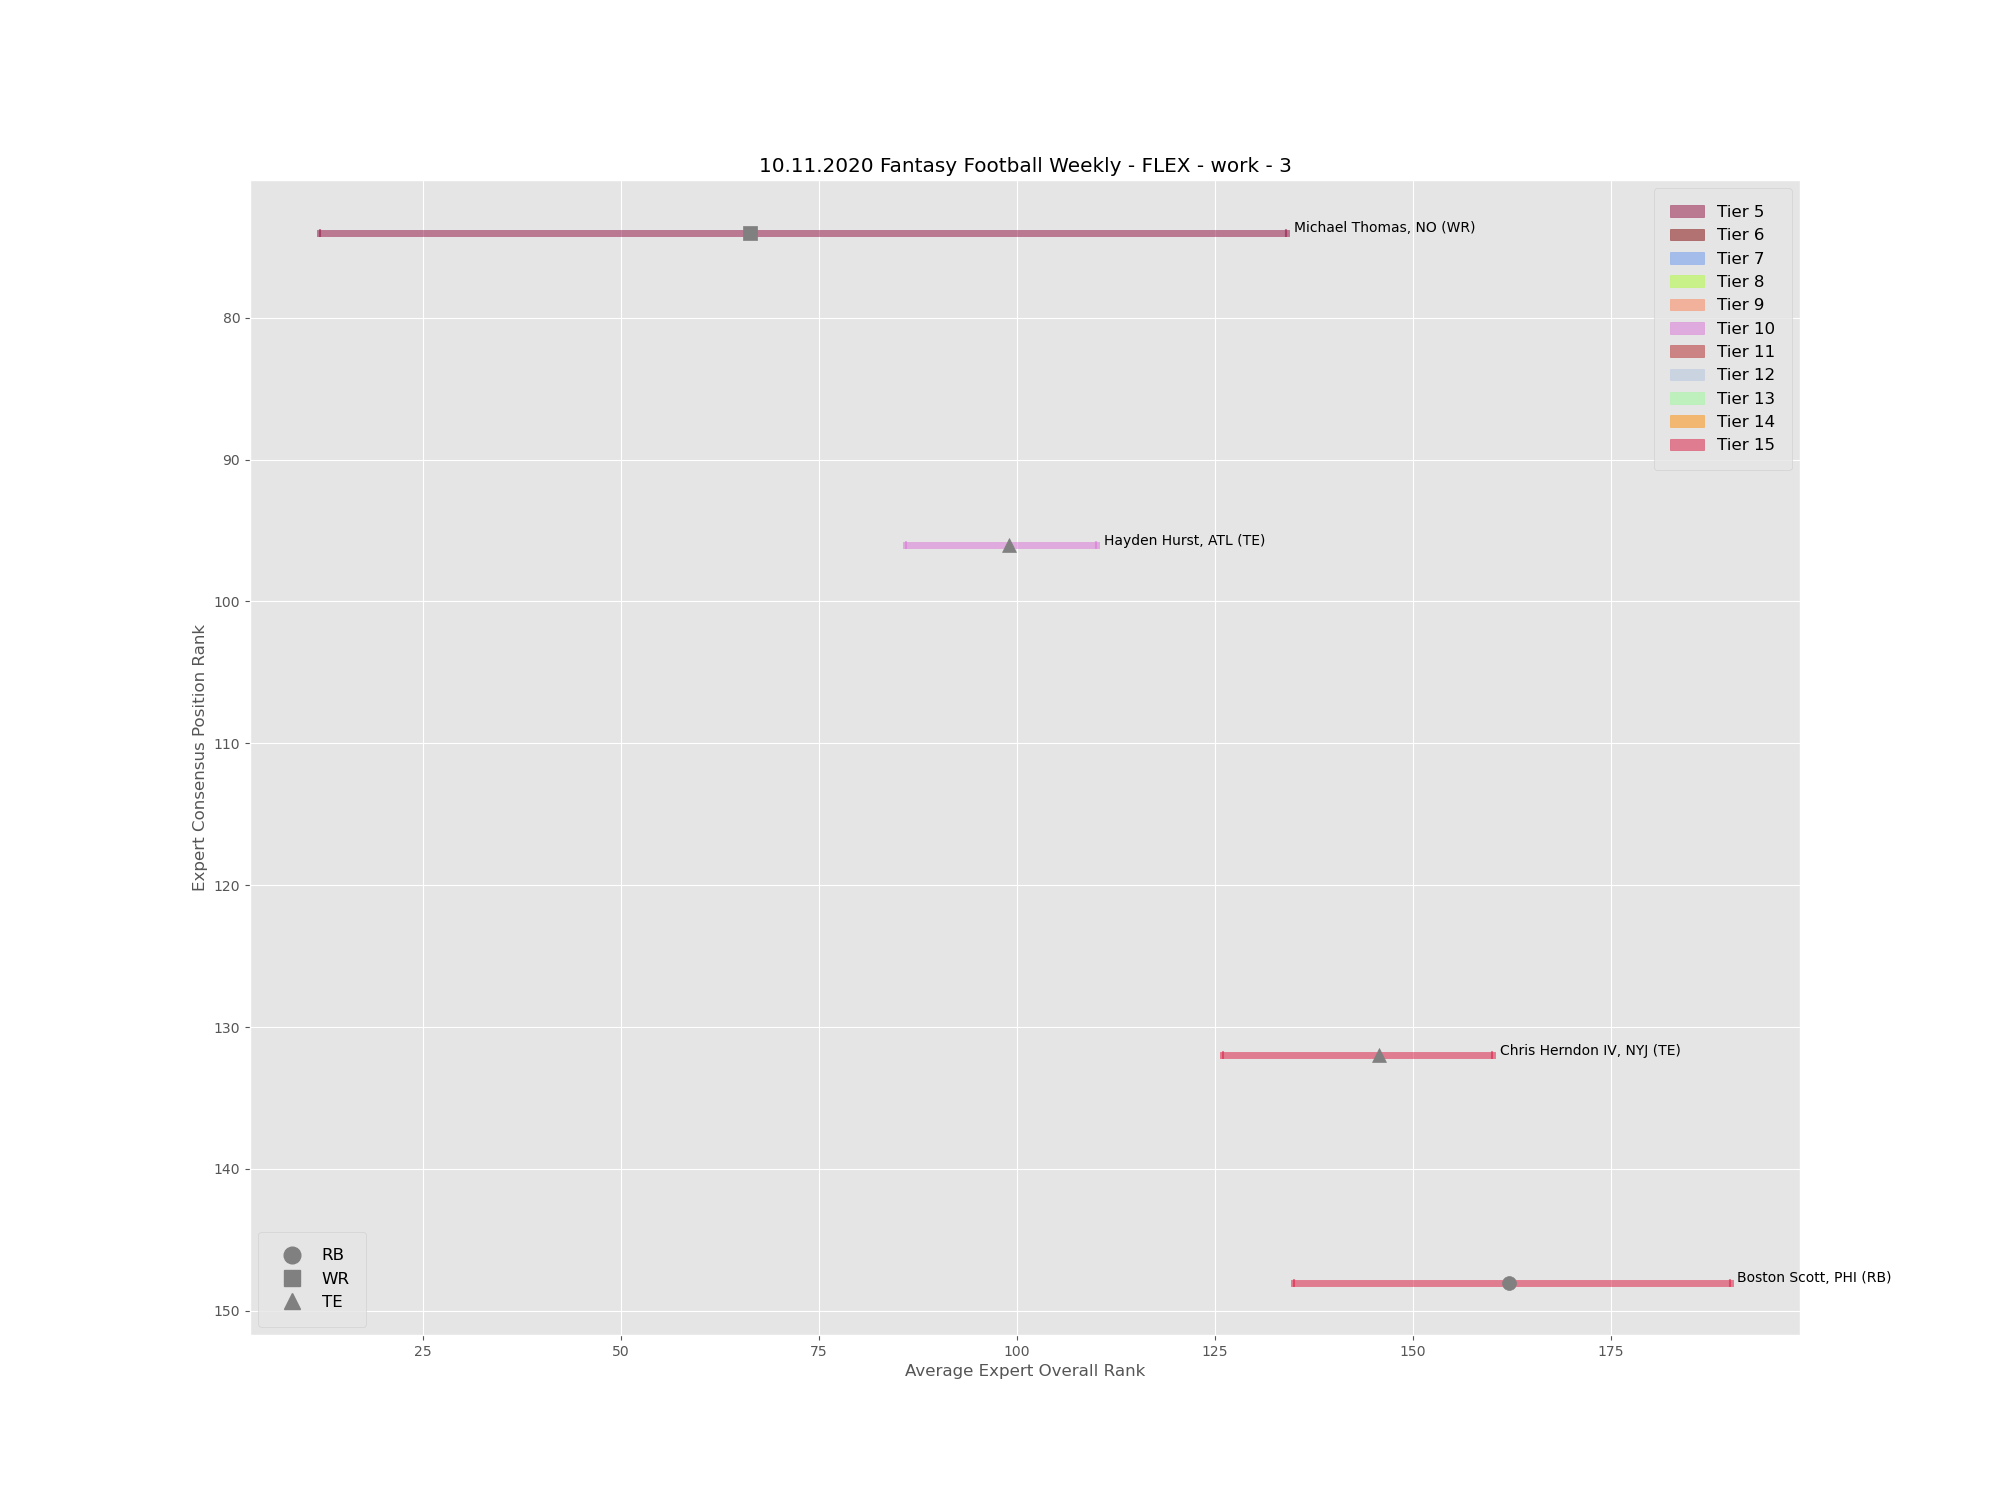 10.11.2020 Fantasy Football Weekly - FLEX - work - 3
Michael Thomas, NO (WR)
Tier 5
Tier 6
Tier 7
Tier 8
Tier 9
Tier 10
Tier 11
Tier 12
Tier 13
Tier 14
Tier 15
Hayden Hurst, ATL (TE)
Chris Herndon IV, NYJ (TE)
Boston Scott, PHI (RB)
80
90
100
110
120
130
140
150
Expert Consensus Position Rank
RB
WR
TE
25
50
75
100
125
150
175
Average Expert Overall Rank